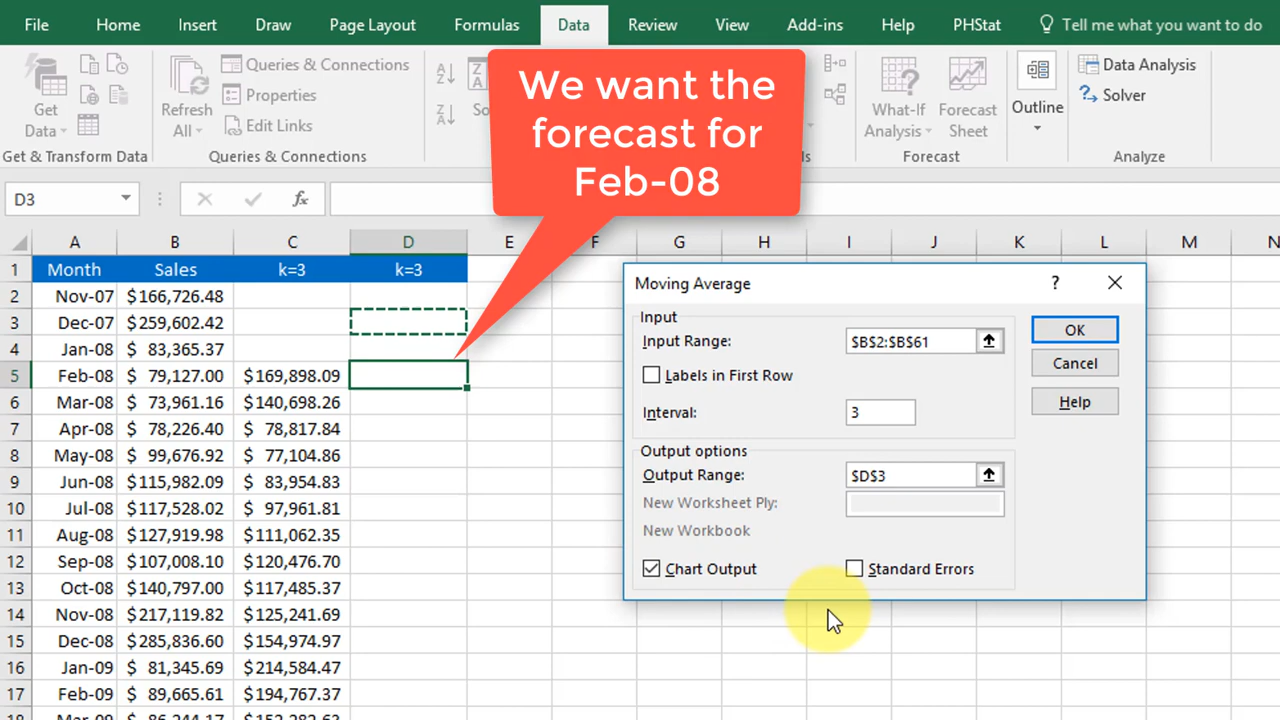 File Home Insert Draw Page Layout Formulas Data Review View Add-ins Help PHStat Tell me what you want to do
Get Data
Refresh All
Queries & Connections
Properties
Edit Links
So
What-If Analysis
Forecast Sheet
Outline
Data Analysis
Solver
Get & Transform Data Queries & Connections ls Forecast Analyze
We want the
forecast for
Feb-08
D3 fx
A B C D E F G H I J K L M N
1 Month Sales k=3 k=3
2 Nov-07 $166,726.48
3 Dec-07 $259,602.42
4 Jan-08 $ 83,365.37
5 Feb-08 $ 79,127.00 $169,898.09
6 Mar-08 $ 73,961.16 $140,698.26
7 Apr-08 $ 78,226.40 $ 78,817.84
8 May-08 $ 99,676.92 $ 77,104.86
9 Jun-08 $115,982.09 $ 83,954.83
10 Jul-08 $117,528.02 $ 97,961.81
11 Aug-08 $127,919.98 $111,062.35
12 Sep-08 $107,008.10 $120,476.70
13 Oct-08 $140,797.00 $117,485.37
14 Nov-08 $217,119.82 $125,241.69
15 Dec-08 $285,836.60 $154,974.97
16 Jan-09 $ 81,345.69 $214,584.47
17 Feb-09 $ 89,665.61 $194,767.37
Moving Average ?
Input
Input Range: $B$2:$B$61
Labels in First Row
Interval: 3
Output options
Output Range: $D$3
New Worksheet Ply:
New Workbook
Chart Output Standard Errors
OK
Cancel
Help